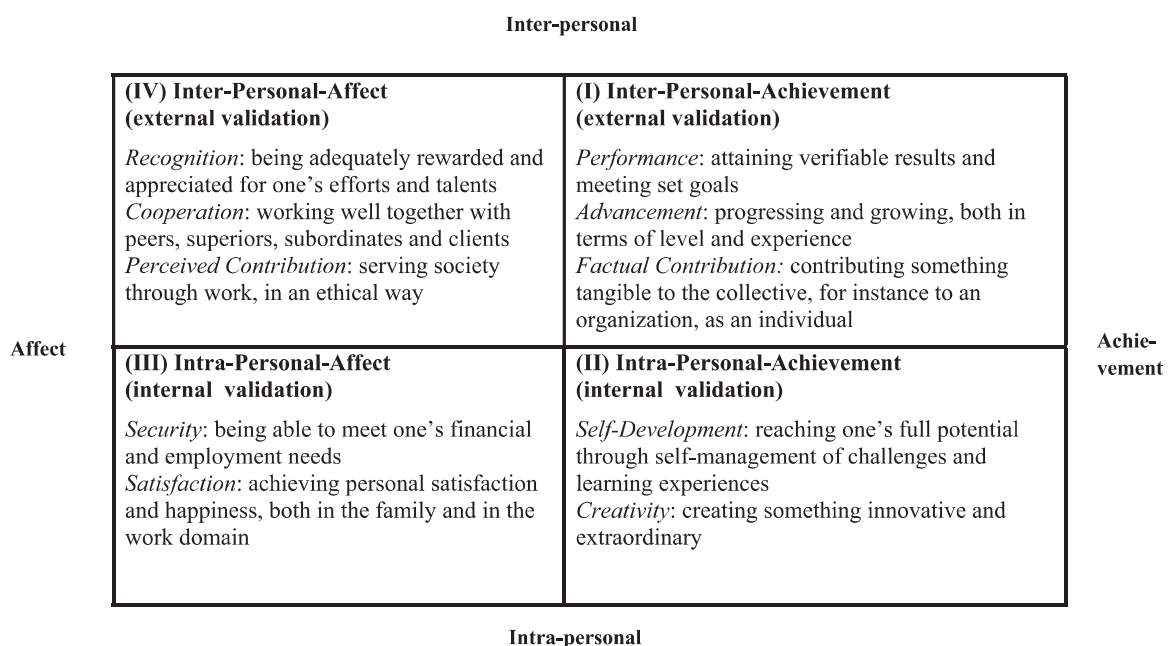 Inter-personal
(IV) Inter-Personal-Affect
(external validation)
Recognition: being adequately rewarded and
appreciated for one's efforts and talents
Cooperation: working well together with
peers, superiors, subordinates and clients
Perceived Contribution: serving society
through work, in an ethical way
(I) Inter-Personal-Achievement
(external validation)
Performance: attaining verifiable results and
meeting set goals
Advancement: progressing and growing, both in
terms of level and experience
Factual Contribution: contributing something
tangible to the collective, for instance to an
organization, as an individual
Affect
Achie-
vement
(III) Intra-Personal-Affect
(internal validation)
Security: being able to meet one's financial
and employment needs
Satisfaction: achieving personal satisfaction
and happiness, both in the family and in the
work domain
(II) Intra-Personal-Achievement
(internal validation)
Self-Development: reaching one's full potential
through self-management of challenges and
learning experiences
Creativity: creating something innovative and
extraordinary
Intra-personal